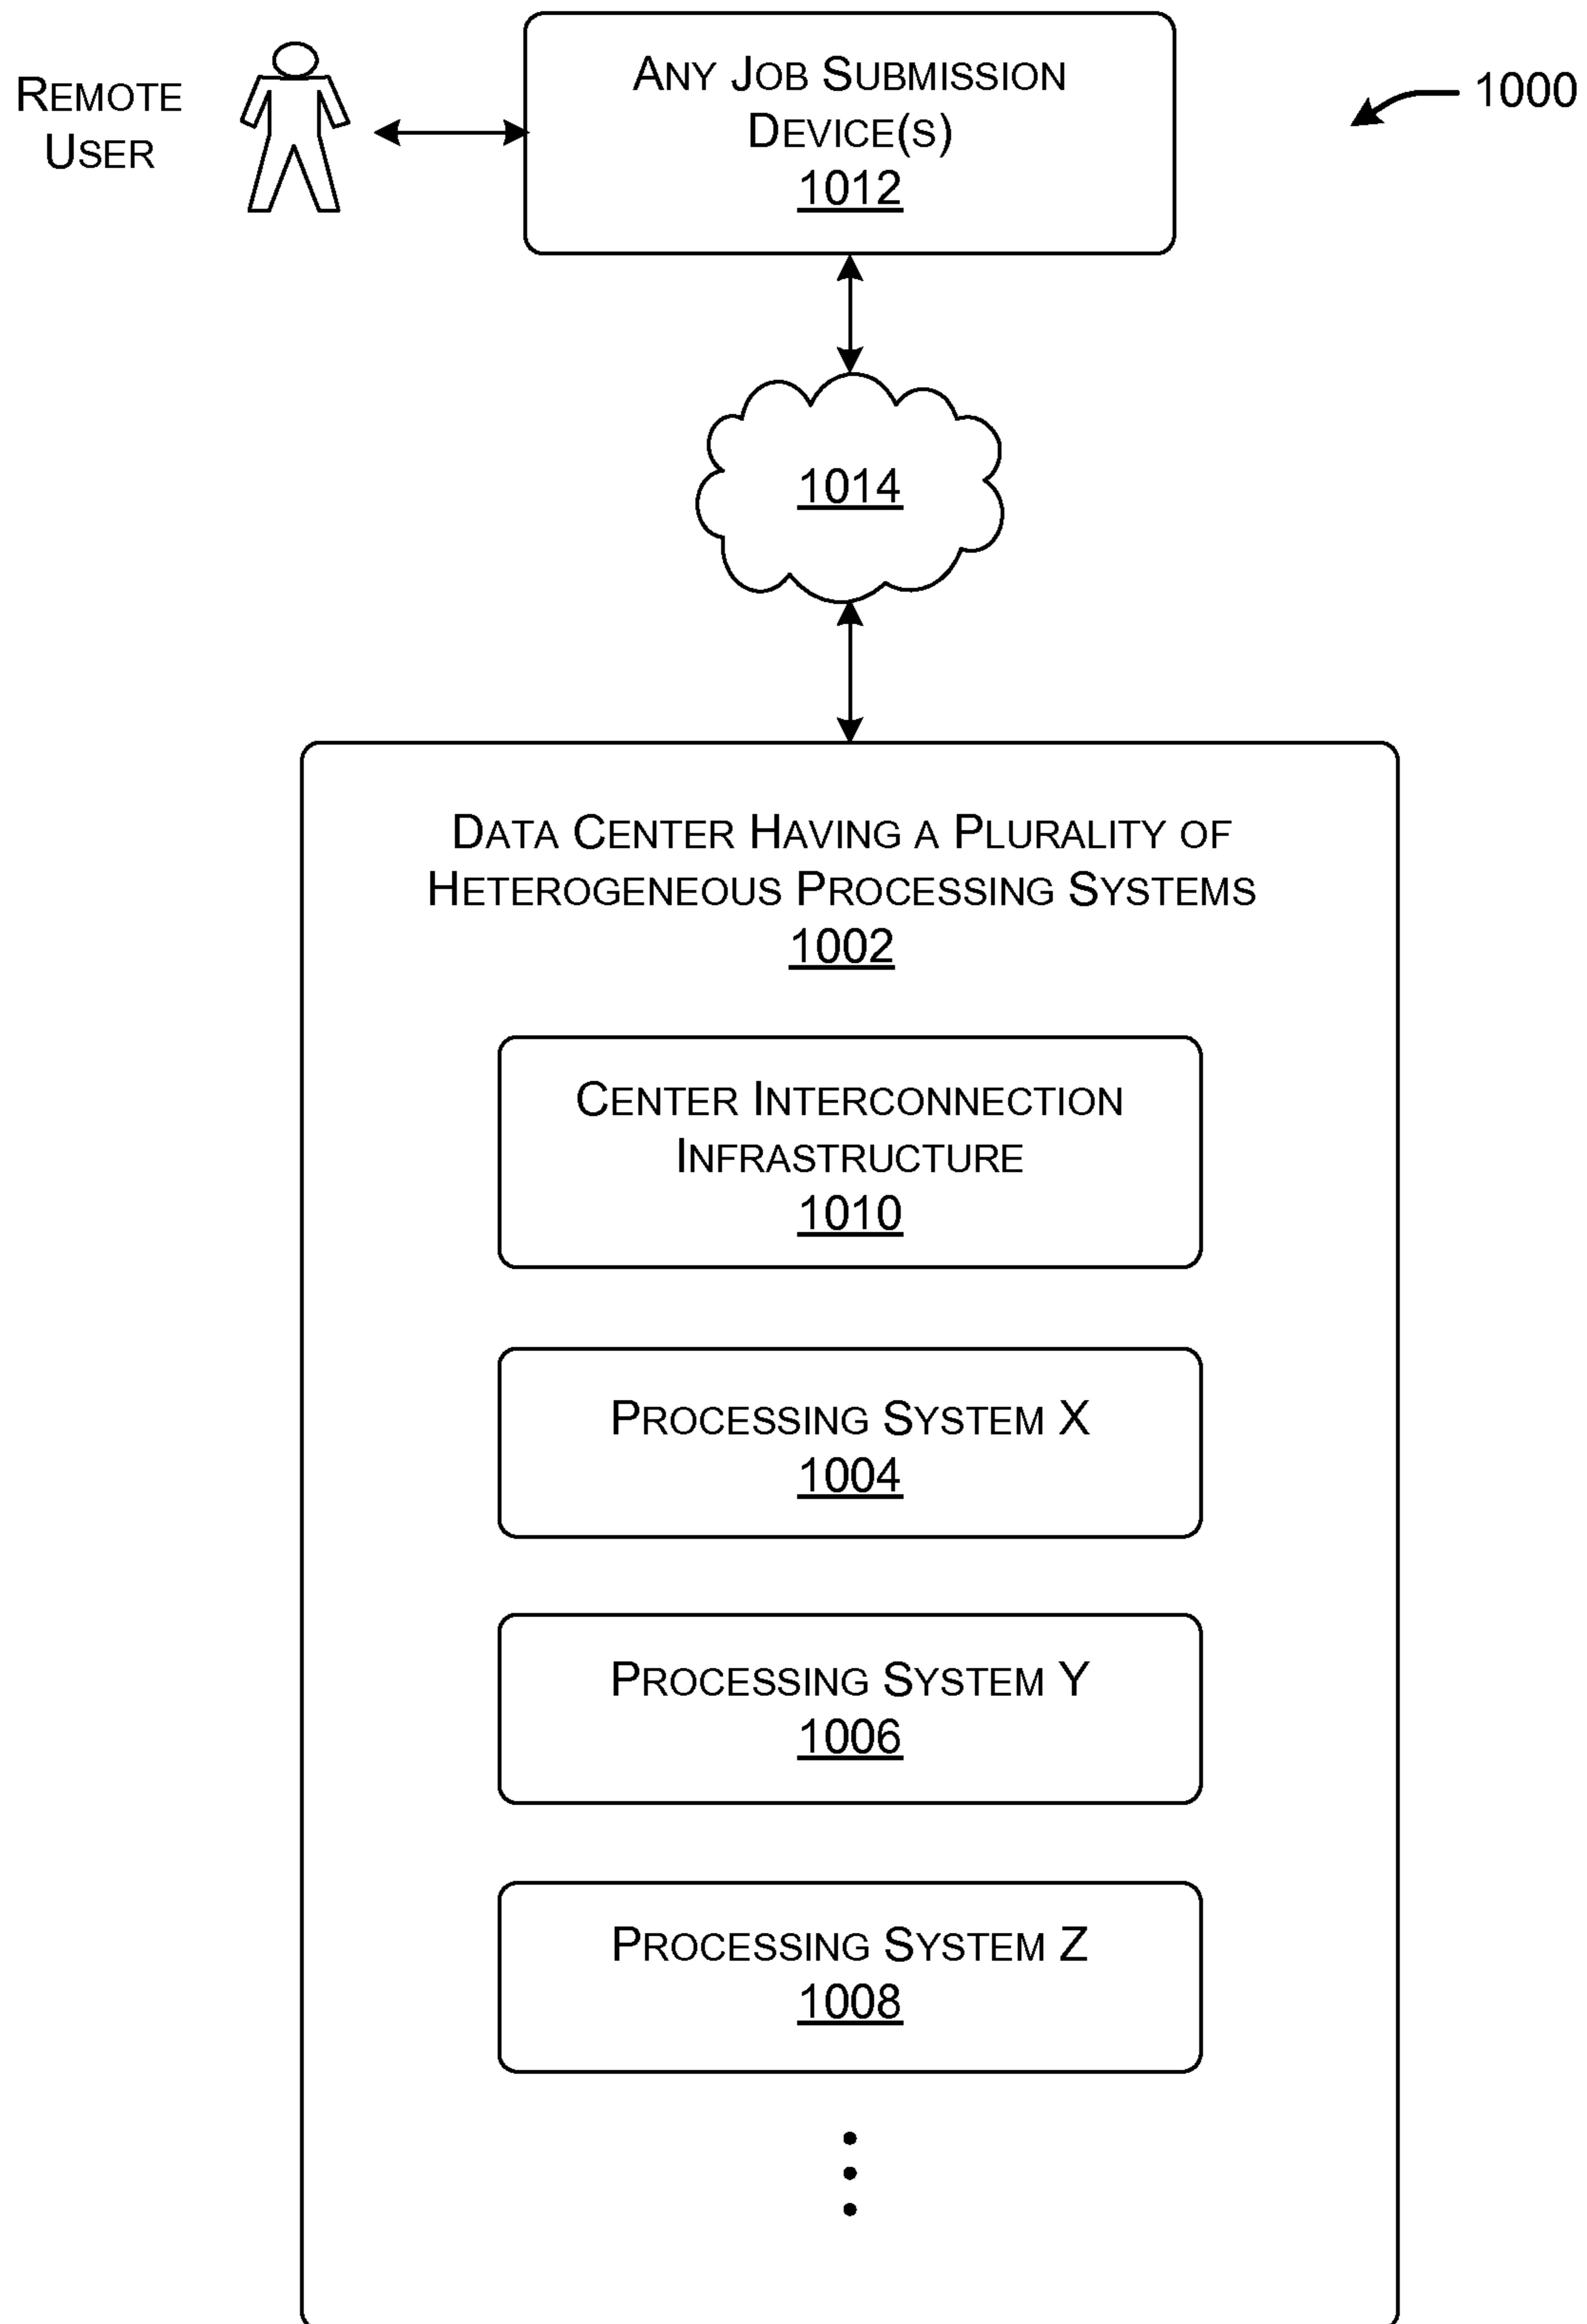 REMOTE
USER
ANY JOB SUBMISSION
DEVICE(S)
1012
1000
1014
DATA CENTER HAVING A PLURALITY OF
HETEROGENEOUS PROCESSING SYSTEMS
1002
CENTER INTERCONNECTION
INFRASTRUCTURE
1010
PROCESSING SYSTEM X
1004
PROCESSING SYSTEM Y
1006
PROCESSING SYSTEM Z
1008